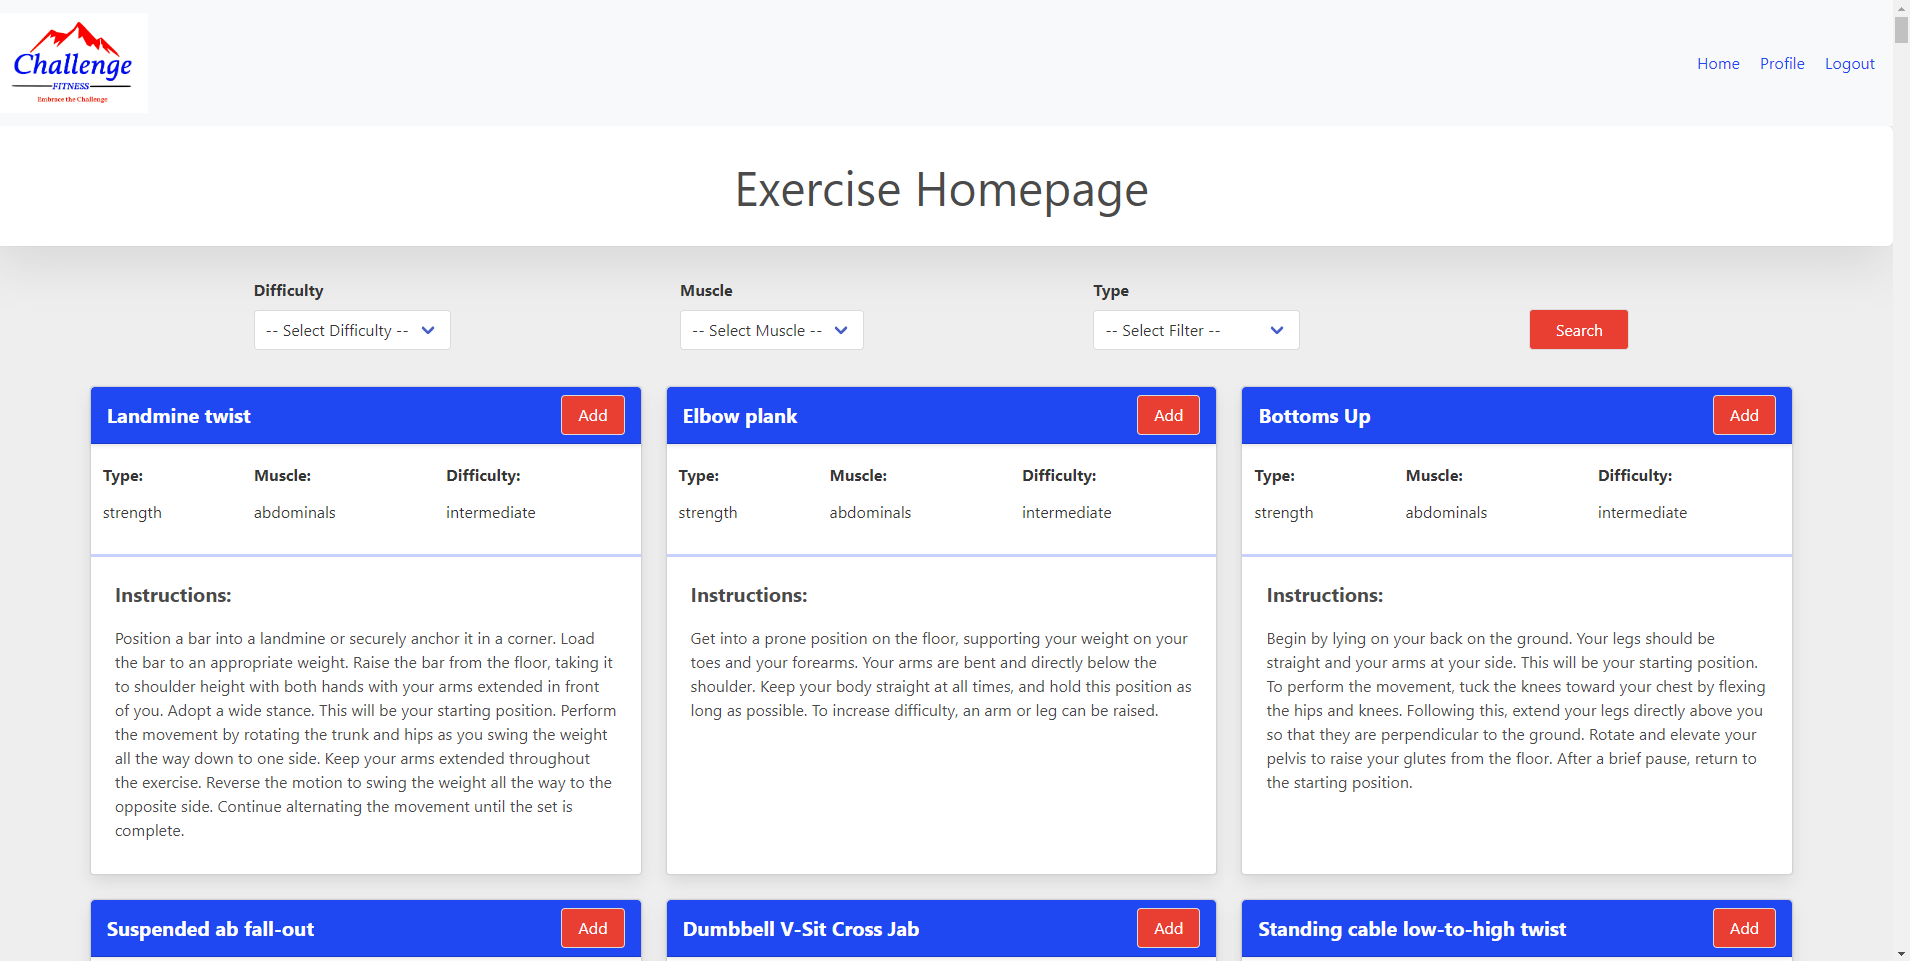 Challenge
FITNESS
Embrace the Challenge
Home Profile Logout
Exercise Homepage
Difficulty
-- Select Difficulty --
Muscle
-- Select Muscle --
Type
-- Select Filter --
Search
Landmine twist
Add
Type: Muscle: Difficulty:
strength abdominals intermediate
Instructions:
Position a bar into a landmine or securely anchor it in a corner. Load
the bar to an appropriate weight. Raise the bar from the floor, taking it
to shoulder height with both hands with your arms extended in front
of you. Adopt a wide stance. This will be your starting position. Perform
the movement by rotating the trunk and hips as you swing the weight
all the way down to one side. Keep your arms extended throughout
the exercise. Reverse the motion to swing the weight all the way to the
opposite side. Continue alternating the movement until the set is
complete.
Elbow plank
Add
Type: Muscle: Difficulty:
strength abdominals intermediate
Instructions:
Get into a prone position on the floor, supporting your weight on your
toes and your forearms. Your arms are bent and directly below the
shoulder. Keep your body straight at all times, and hold this position as
long as possible. To increase difficulty, an arm or leg can be raised.
Bottoms Up
Add
Type: Muscle: Difficulty:
strength abdominals intermediate
Instructions:
Begin by lying on your back on the ground. Your legs should be
straight and your arms at your side. This will be your starting position.
To perform the movement, tuck the knees toward your chest by flexing
the hips and knees. Following this, extend your legs directly above you
so that they are perpendicular to the ground. Rotate and elevate your
pelvis to raise your glutes from the floor. After a brief pause, return to
the starting position.
Suspended ab fall-out
Add
Dumbbell V-Sit Cross Jab
Add
Standing cable low-to-high twist
Add